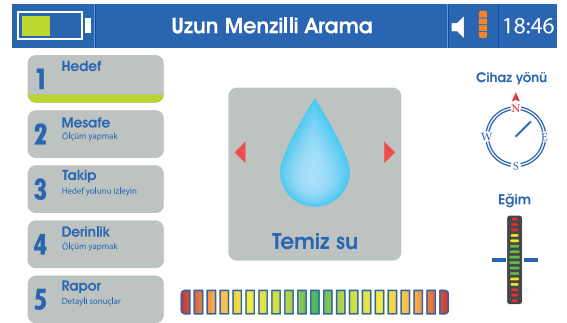 Uzun Menzilli Arama
18:46
1 Hedef
2 Mesafe
Ölçüm yapmak
3 Takip
Hedef yolunu izleyin
4 Derinlik
Ölçüm yapmak
5 Rapor
Detaylı sonuçlar
Temiz su
Cihaz yönü
N
W E
S
Eğim